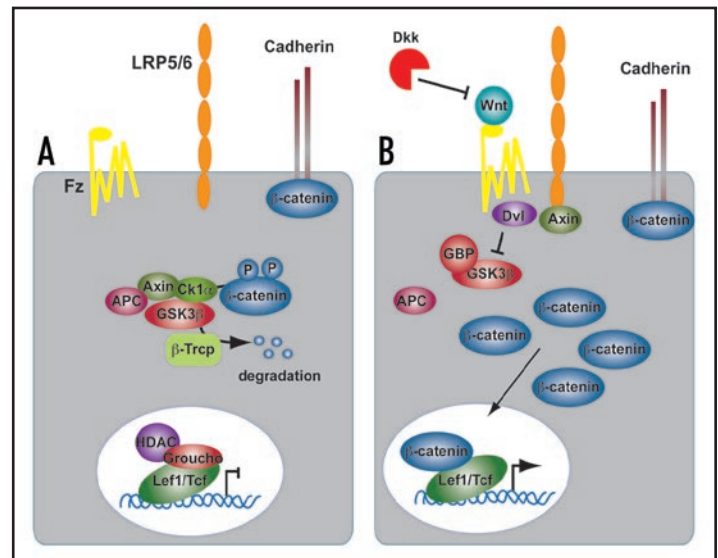 LRP5/6
Cadherin
A
Fz
β-catenin
P P
Axin
Ck1α
β-catenin
APC
GSK3β
β-Trcp
degradation
HDAC
Groucho
Lef1/Tcf
Dkk
Wnt
Cadherin
B
Dvl
Axin
β-catenin
GBP
GSK3β
APC
β-catenin
β-catenin
β-catenin
β-catenin
β-catenin
Lef1/Tcf